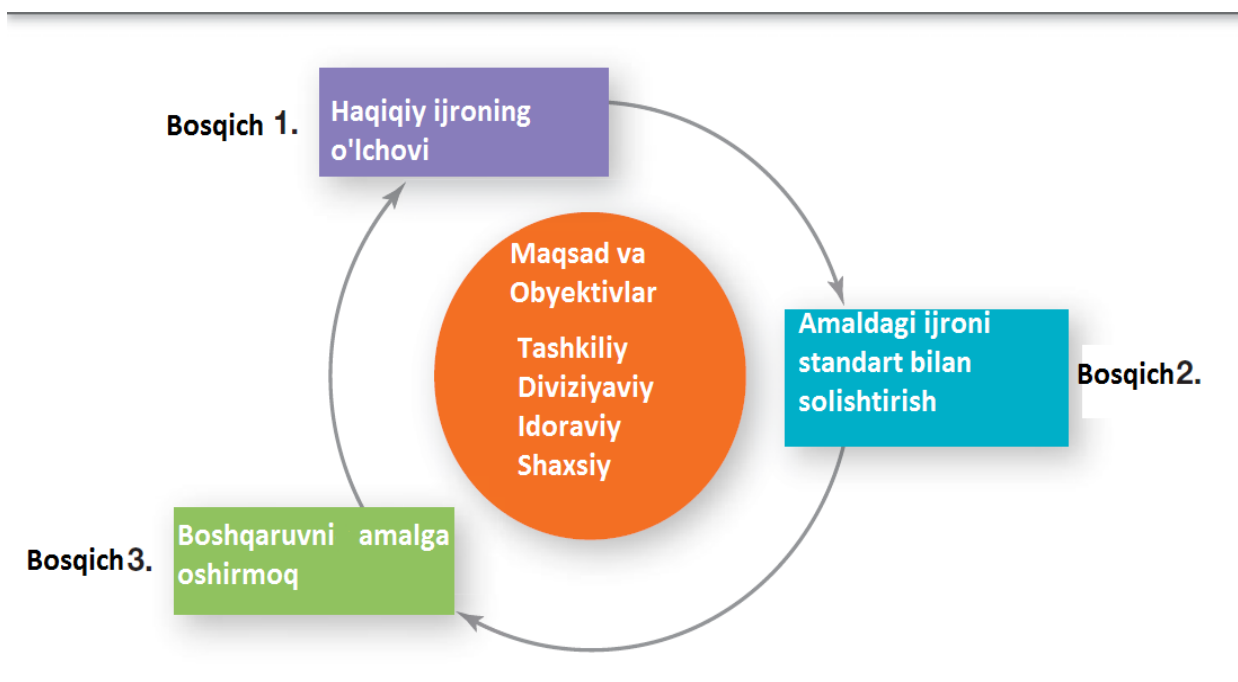 Bosqich 1.
Haqiqiy ijroning
o'lchovi
Maqsad va
Obyektivlar
Tashkiliy
Diviziyaviy
Idoraviy
Shaxsiy
Amaldagi ijroni
standart bilan
solishtirish
Bosqich2.
Boshqaruvni amalga
oshirmoq
Bosqich3.